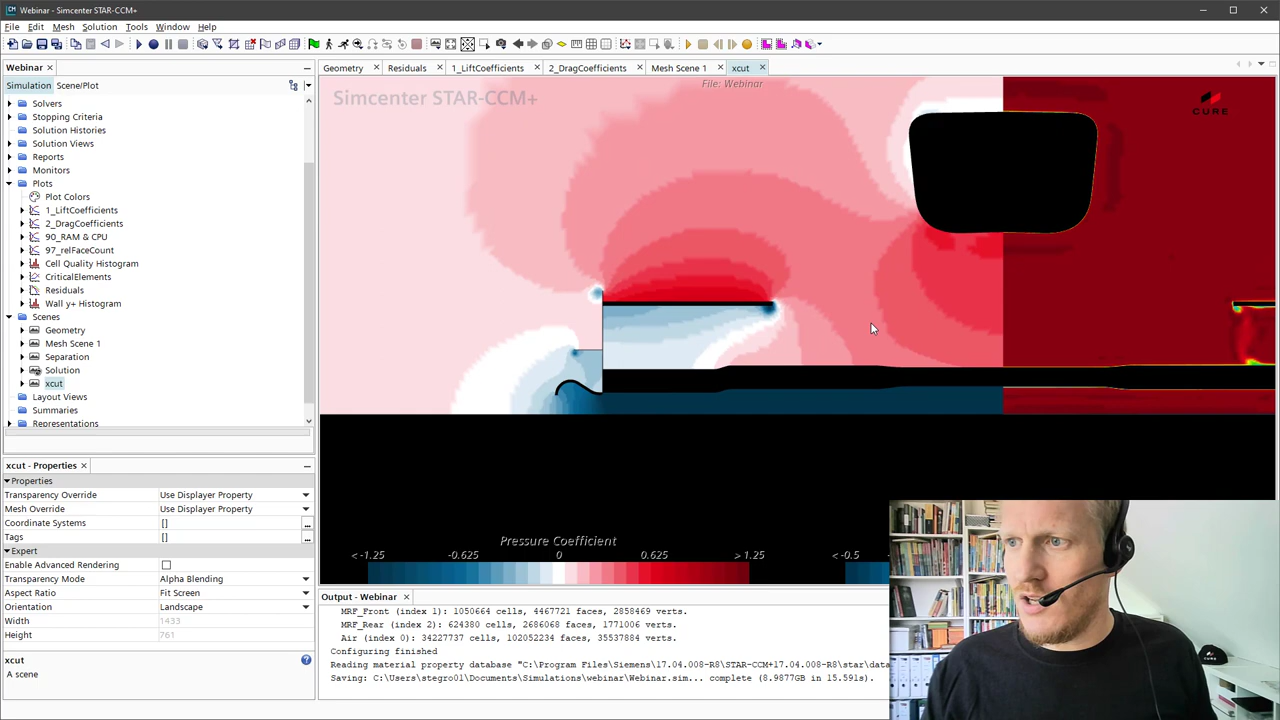 Webinar - Simcenter STAR-CCM+
File Edit Mesh Solution Tools Window Help
Webinar
Geometry Residuals 1_LiftCoefficients 2_DragCoefficients Mesh Scene 1 xcut
Simulation Scene/Plot
Solvers
Stopping Criteria
Solution Histories
Solution Views
Reports
Monitors
Plots
Plot Colors
1_LiftCoefficients
2_DragCoefficients
90_RAM & CPU
97_relFaceCount
Cell Quality Histogram
CriticalElements
Residuals
Wall y+ Histogram
Scenes
Geometry
Mesh Scene 1
Separation
Solution
xcut
Layout Views
Summaries
Representations
xcut - Properties
Properties
Transparency Override Use Displayer Property
Mesh Override Use Displayer Property
Coordinate Systems []
Tags []
Expert
Enable Advanced Rendering
Transparency Mode Alpha Blending
Aspect Ratio Fit Screen
Orientation Landscape
Width 1433
Height 761
xcut
A scene
File: Webinar
Simcenter STAR-CCM+
CURE
Pressure Coefficient
< -1.25 -0.625 0 0.625 > 1.25 < -0.5
Output - Webinar
MRF_Front (index 1): 1050664 cells, 4467721 faces, 2858469 verts.
MRF_Rear (index 2): 624380 cells, 2686068 faces, 1771006 verts.
Air (index 0): 34227737 cells, 102052234 faces, 35537884 verts.
Configuring finished
Reading material property database "C:\Program Files\Siemens\17.04.008-R8\STAR-CCM+17.04.008-R8\star\data
Saving: C:\Users\stegro01\Documents\Simulations\webinar\Webinar.sim... complete (8.9877GB in 15.591s).